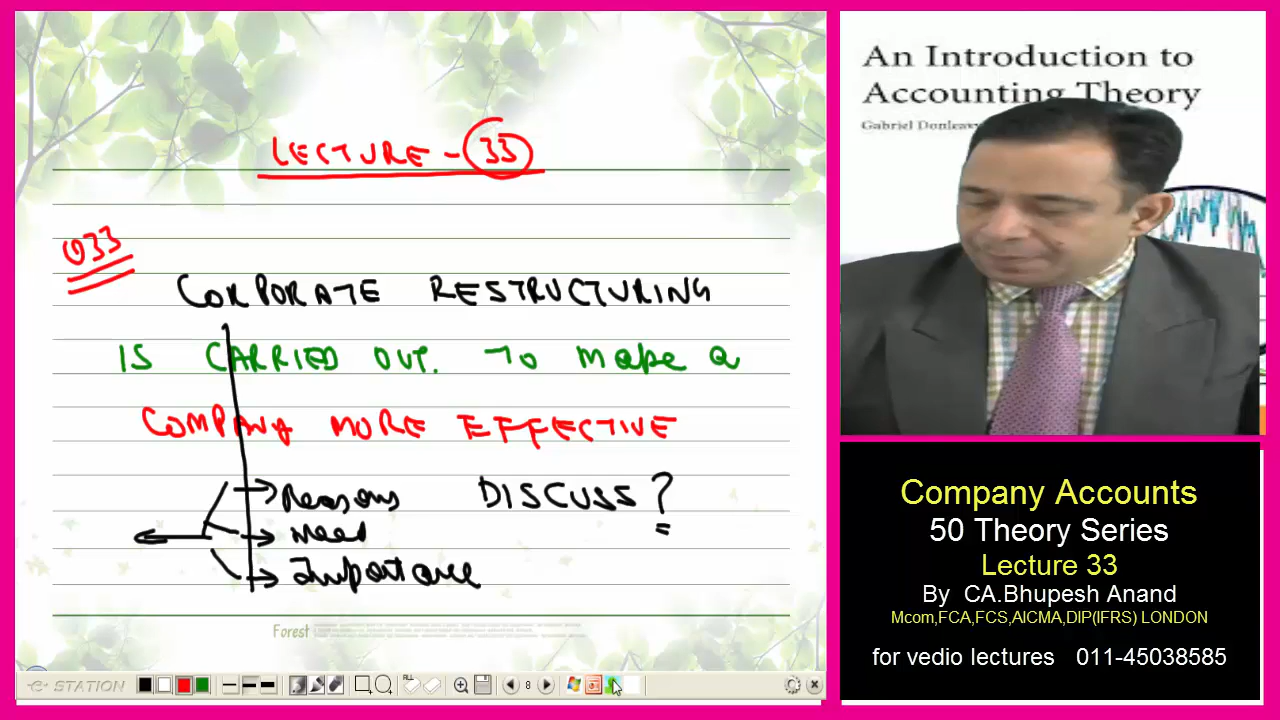 LECTURE - 33
Q33
CORPORATE RESTRUCTURING
IS CARRIED OUT. TO make a
COMPANY MORE EFFECTIVE
Reasons DISCUSS ?
Need
Importance
Forest
e- STATION
ALL
8
An Introduction to
Accounting Theory
Gabriel Donleavy
Company Accounts
50 Theory Series
Lecture 33
By CA.Bhupesh Anand
Mcom,FCA,FCS,AICMA,DIP(IFRS) LONDON
for vedio lectures 011-45038585